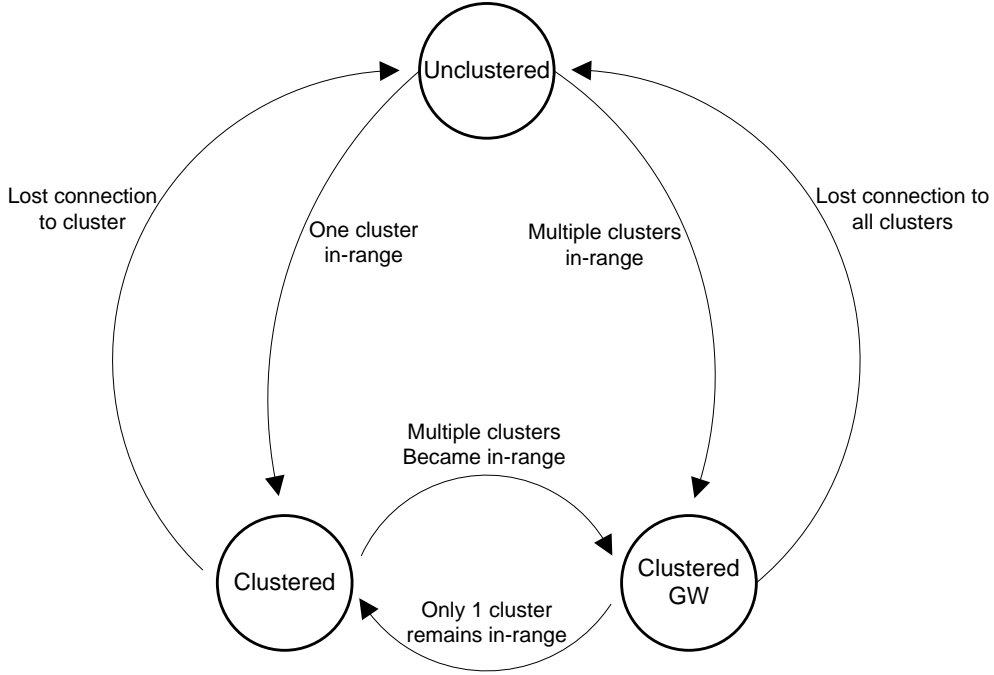 Unclustered
Lost connection
to cluster
One cluster
in-range
Multiple clusters
in-range
Lost connection to
all clusters
Multiple clusters
Became in-range
Clustered
Clustered
GW
Only 1 cluster
remains in-range